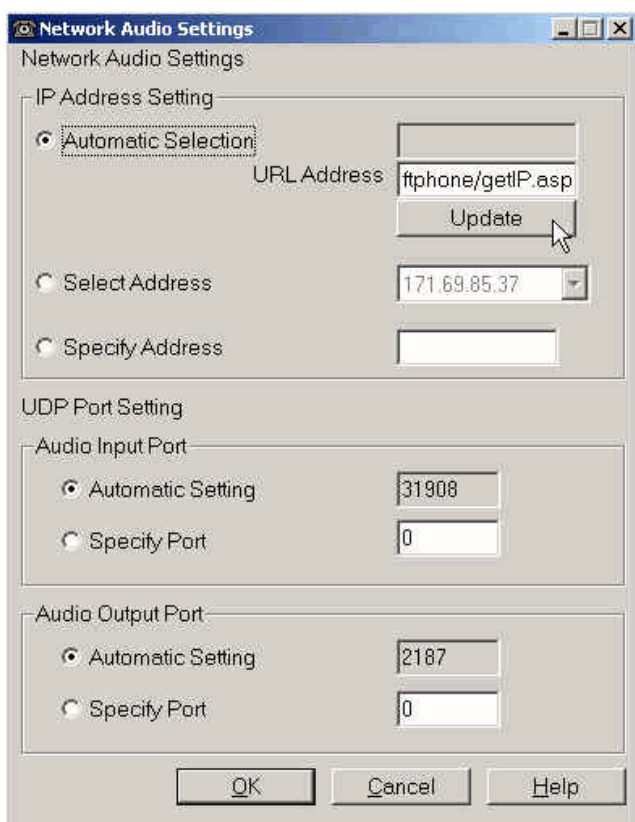 Network Audio Settings
Network Audio Settings
IP Address Setting
Automatic Selection
URL Address ftphone/getIP.asp
Update
Select Address 171.69.85.37
Specify Address
UDP Port Setting
Audio Input Port
Automatic Setting 31908
Specify Port 0
Audio Output Port
Automatic Setting 2187
Specify Port 0
OK Cancel Help